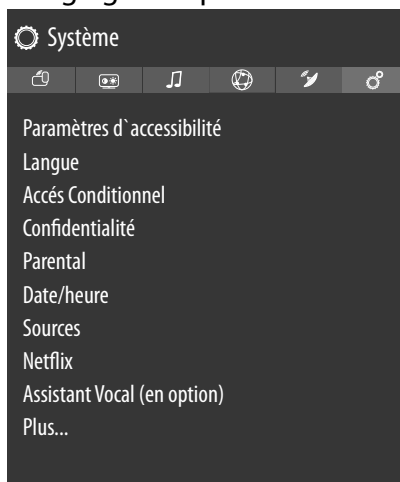 Système
Paramètres d`accessibilité
Langue
Accés Conditionnel
Confidentialité
Parental
Date/heure
Sources
Netflix
Assistant Vocal (en option)
Plus...